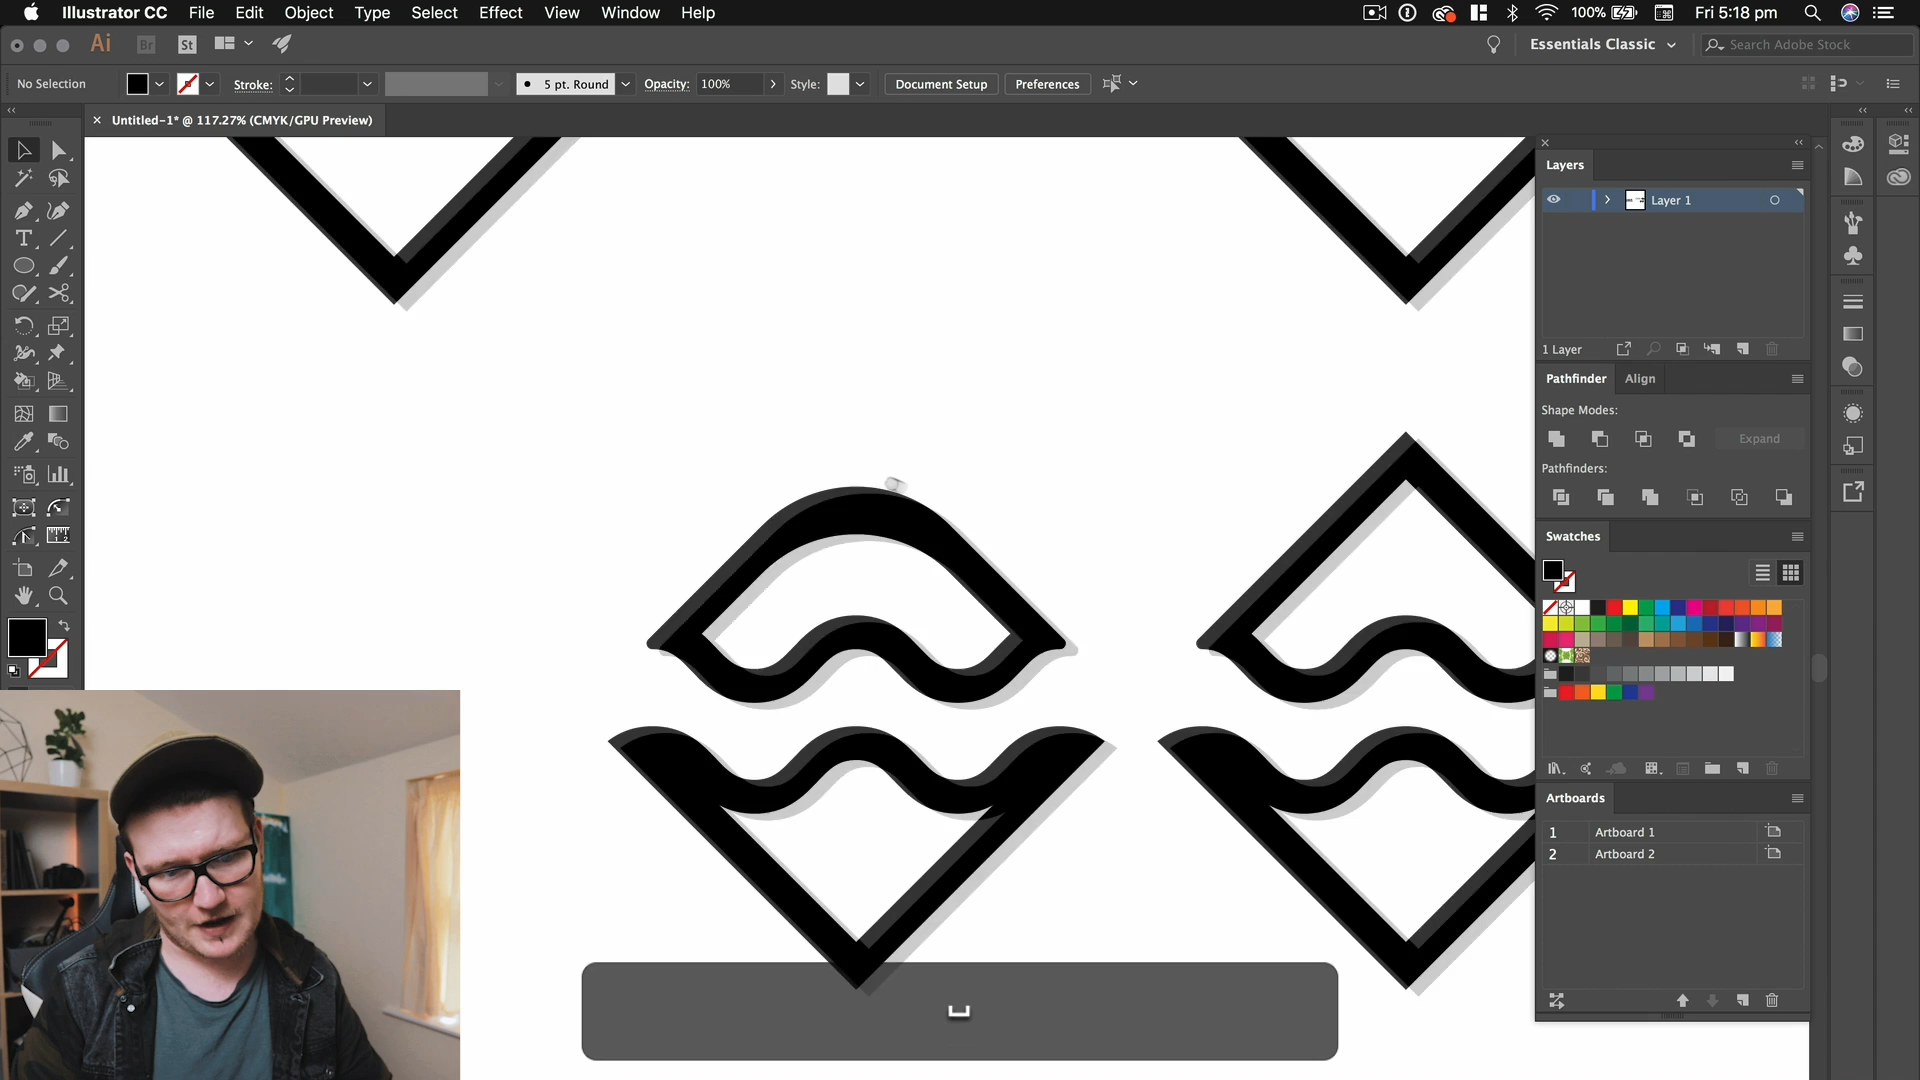 Illustrator CC File Edit Object Type Select Effect View Window Help 100% Fri 5:18 pm
Ai Br St Essentials Classic Search Adobe Stock
No Selection Stroke: 5 pt. Round Opacity: 100% Style: Document Setup Preferences
Untitled-1* @ 117.27% (CMYK/GPU Preview)
Layers
Layer 1
1 Layer
Pathfinder Align
Shape Modes:
Expand
Pathfinders:
Swatches
Artboards
1 Artboard 1
2 Artboard 2